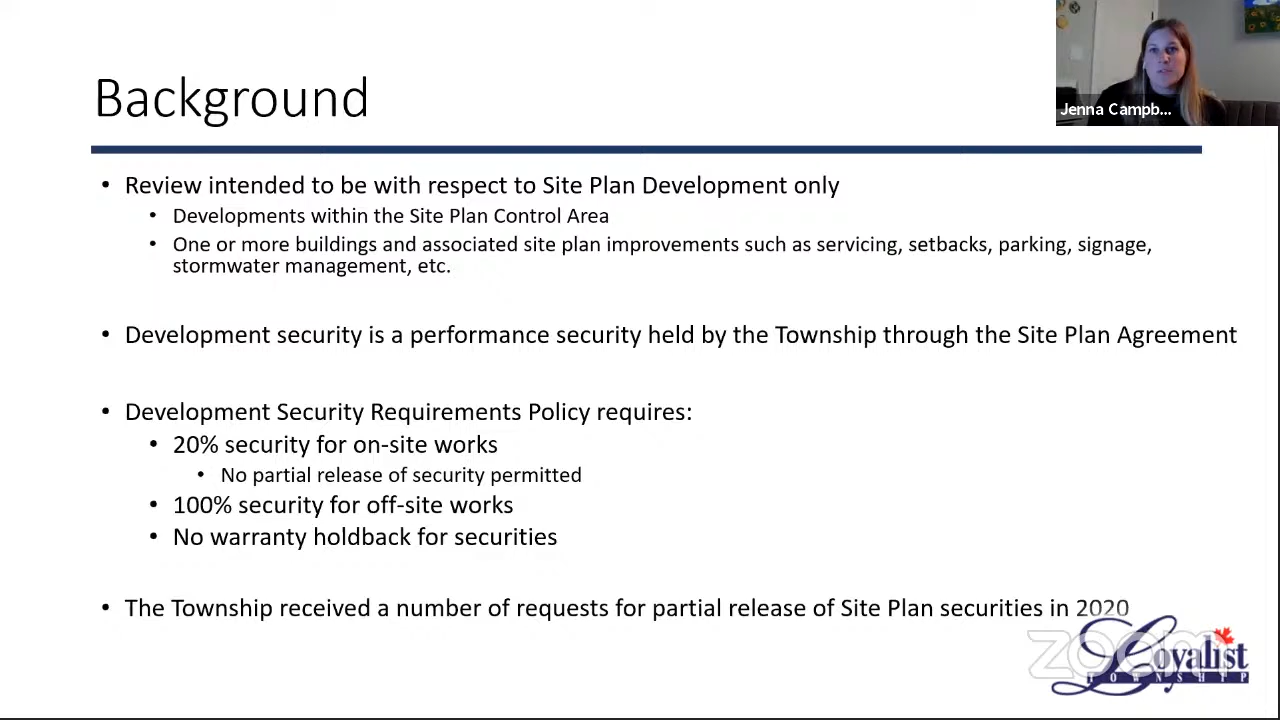 Background
Jenna Campb...
• Review intended to be with respect to Site Plan Development only
• Developments within the Site Plan Control Area
• One or more buildings and associated site plan improvements such as servicing, setbacks, parking, signage,
stormwater management, etc.
• Development security is a performance security held by the Township through the Site Plan Agreement
• Development Security Requirements Policy requires:
• 20% security for on-site works
• No partial release of security permitted
• 100% security for off-site works
• No warranty holdback for securities
• The Township received a number of requests for partial release of Site Plan securities in 2020
zoom
Loyalist
TOWNSHIP